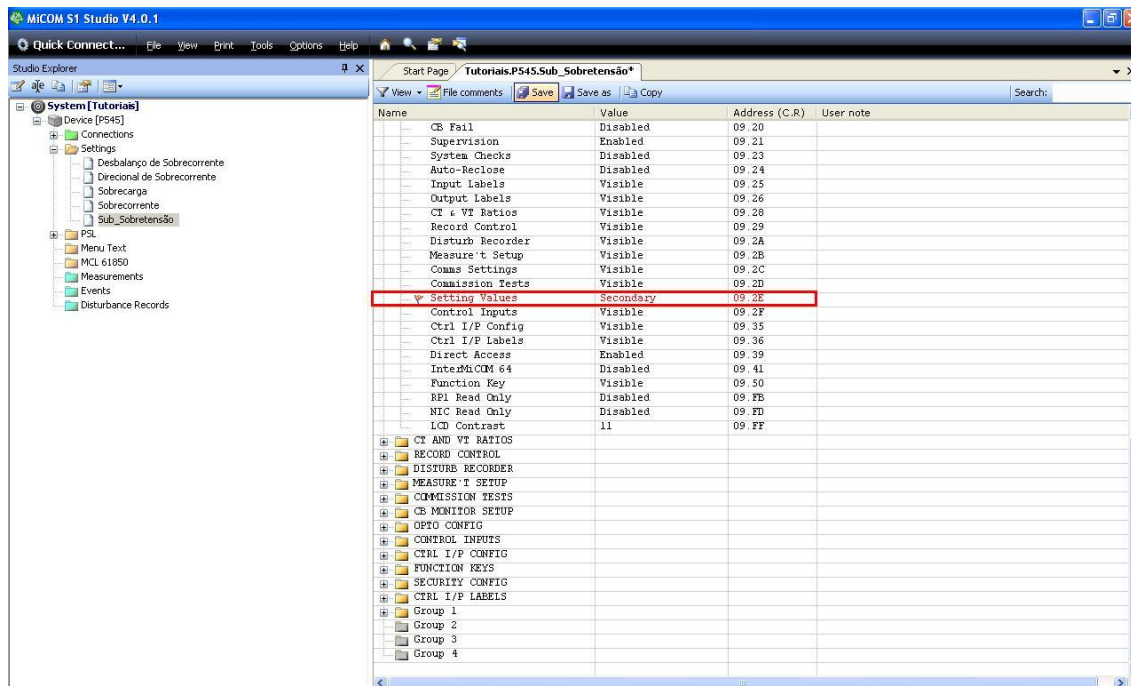 MiCOM S1 Studio V4.0.1
Quick Connect... File View Print Tools Options Help
Studio Explorer
System [Tutoriais]
Device [P545]
Connections
Settings
Desbalanço de Sobrecorrente
Direcional de Sobrecorrente
Sobrecarga
Sobrecorrente
Sub_Sobretensão
PSL
Menu Text
MCL 61850
Measurements
Events
Disturbance Records
Start Page Tutoriais.P545.Sub_Sobretensão*
View File comments Save Save as Copy Search:
Name Value Address (C.R) User note
CB Fail Disabled 09.20
Supervision Enabled 09.21
System Checks Disabled 09.23
Auto-Reclose Disabled 09.24
Input Labels Visible 09.25
Output Labels Visible 09.26
CT & VT Ratios Visible 09.28
Record Control Visible 09.29
Disturb Recorder Visible 09.2A
Measure't Setup Visible 09.2B
Comms Settings Visible 09.2C
Commission Tests Visible 09.2D
Setting Values Secondary 09.2E
Control Inputs Visible 09.2F
Ctrl I/P Config Visible 09.35
Ctrl I/P Labels Visible 09.36
Direct Access Enabled 09.39
InterMiCOM 64 Disabled 09.41
Function Key Visible 09.50
RP1 Read Only Disabled 09.FB
NIC Read Only Disabled 09.FD
LCD Contrast 11 09.FF
CT AND VT RATIOS
RECORD CONTROL
DISTURB RECORDER
MEASURE'T SETUP
COMMISSION TESTS
CB MONITOR SETUP
OPTO CONFIG
CONTROL INPUTS
CTRL I/P CONFIG
FUNCTION KEYS
SECURITY CONFIG
CTRL I/P LABELS
Group 1
Group 2
Group 3
Group 4